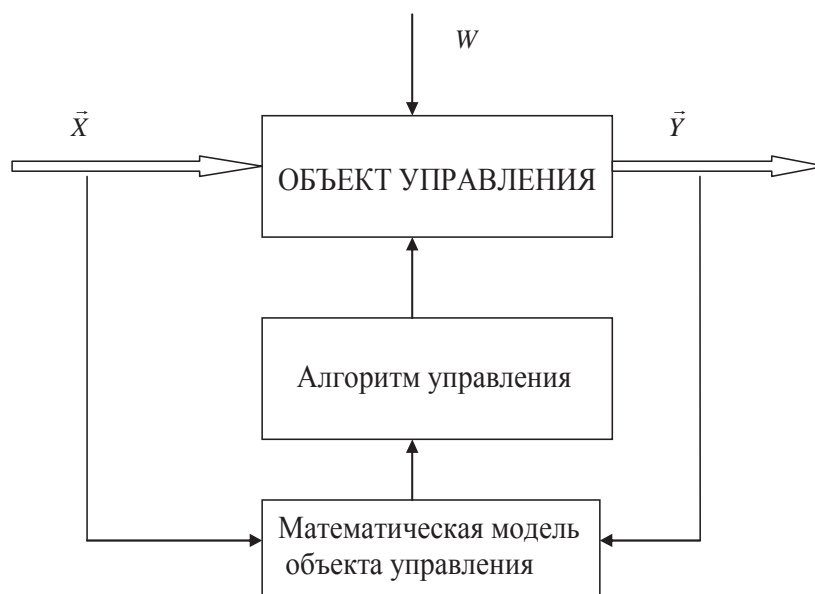 W
X⃗
Y⃗
ОБЪЕКТ УПРАВЛЕНИЯ
Алгоритм управления
Математическая модель
объекта управления